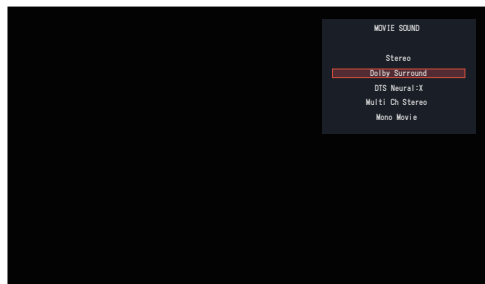 MOVIE SOUND
Stereo
Dolby Surround
DTS Neural:X
Multi Ch Stereo
Mono Movie